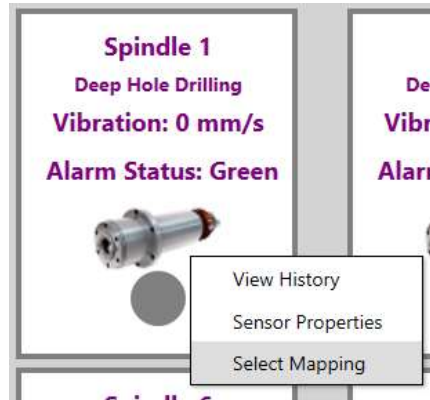 Spindle 1
Deep Hole Drilling
Vibration: 0 mm/s
Alarm Status: Green
View History
Sensor Properties
Select Mapping